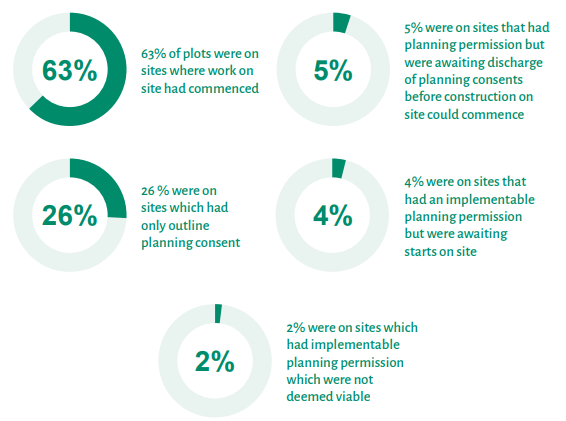 63%
63% of plots were on
sites where work on
site had commenced
5%
5% were on sites that had
planning permission but
were awaiting discharge
of planning consents
before construction on
site could commence
26%
26 % were on
sites which had
only outline
planning consent
4%
4% were on sites that
had an implementable
planning permission
but were awaiting
starts on site
2%
2% were on sites which
had implementable
planning permission
which were not
deemed viable